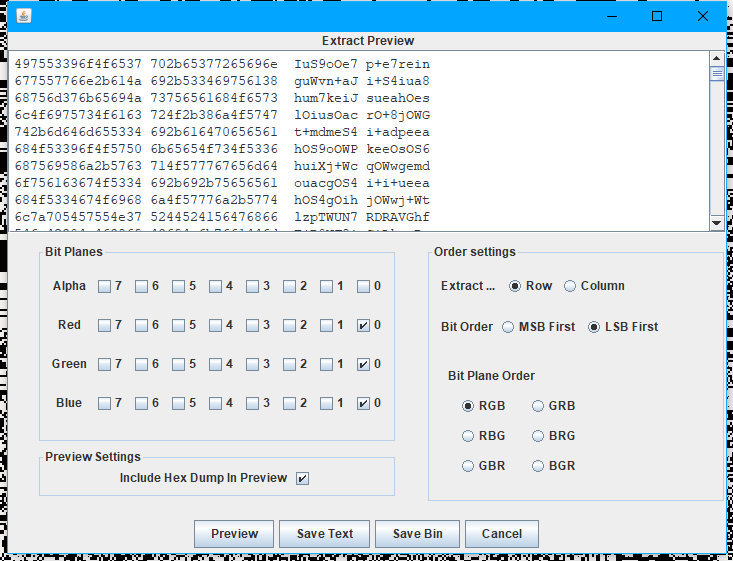 Extract Preview
497553396f4f6537 702b65377265696e IuS9oOe7 p+e7rein
677557766e2b614a 692b533469756138 guWvn+aJ i+S4iua8
68756d376b65694a 73756561684f6573 hum7keiJ sueahOes
6c4f6975734f6163 724f2b386a4f5747 lOiusOac rO+8jOWG
742b6d646d655334 692b616470656561 t+mdmeS4 i+adpeea
684f53396f4f5750 6b65654f734f5336 hOS9oOWP keeOsOS6
687569586a2b5763 714f577767656d64 huiXj+Wc qOWwgemd
6f756163674f5334 692b692b75656561 ouacgOS4 i+i+ueea
684f5334674f6968 6a4f57776a2b5774 hOS4gOih jOWwj+Wt
6c7a705457554e37 5244524156476866 lzpTWUN7 RDRAVGhf
Bit Planes
Alpha 7 6 5 4 3 2 1 0
Red 7 6 5 4 3 2 1 0
Green 7 6 5 4 3 2 1 0
Blue 7 6 5 4 3 2 1 0
Preview Settings
Include Hex Dump In Preview
Order settings
Extract ... Row Column
Bit Order MSB First LSB First
Bit Plane Order
RGB GRB
RBG BRG
GBR BGR
Preview Save Text Save Bin Cancel